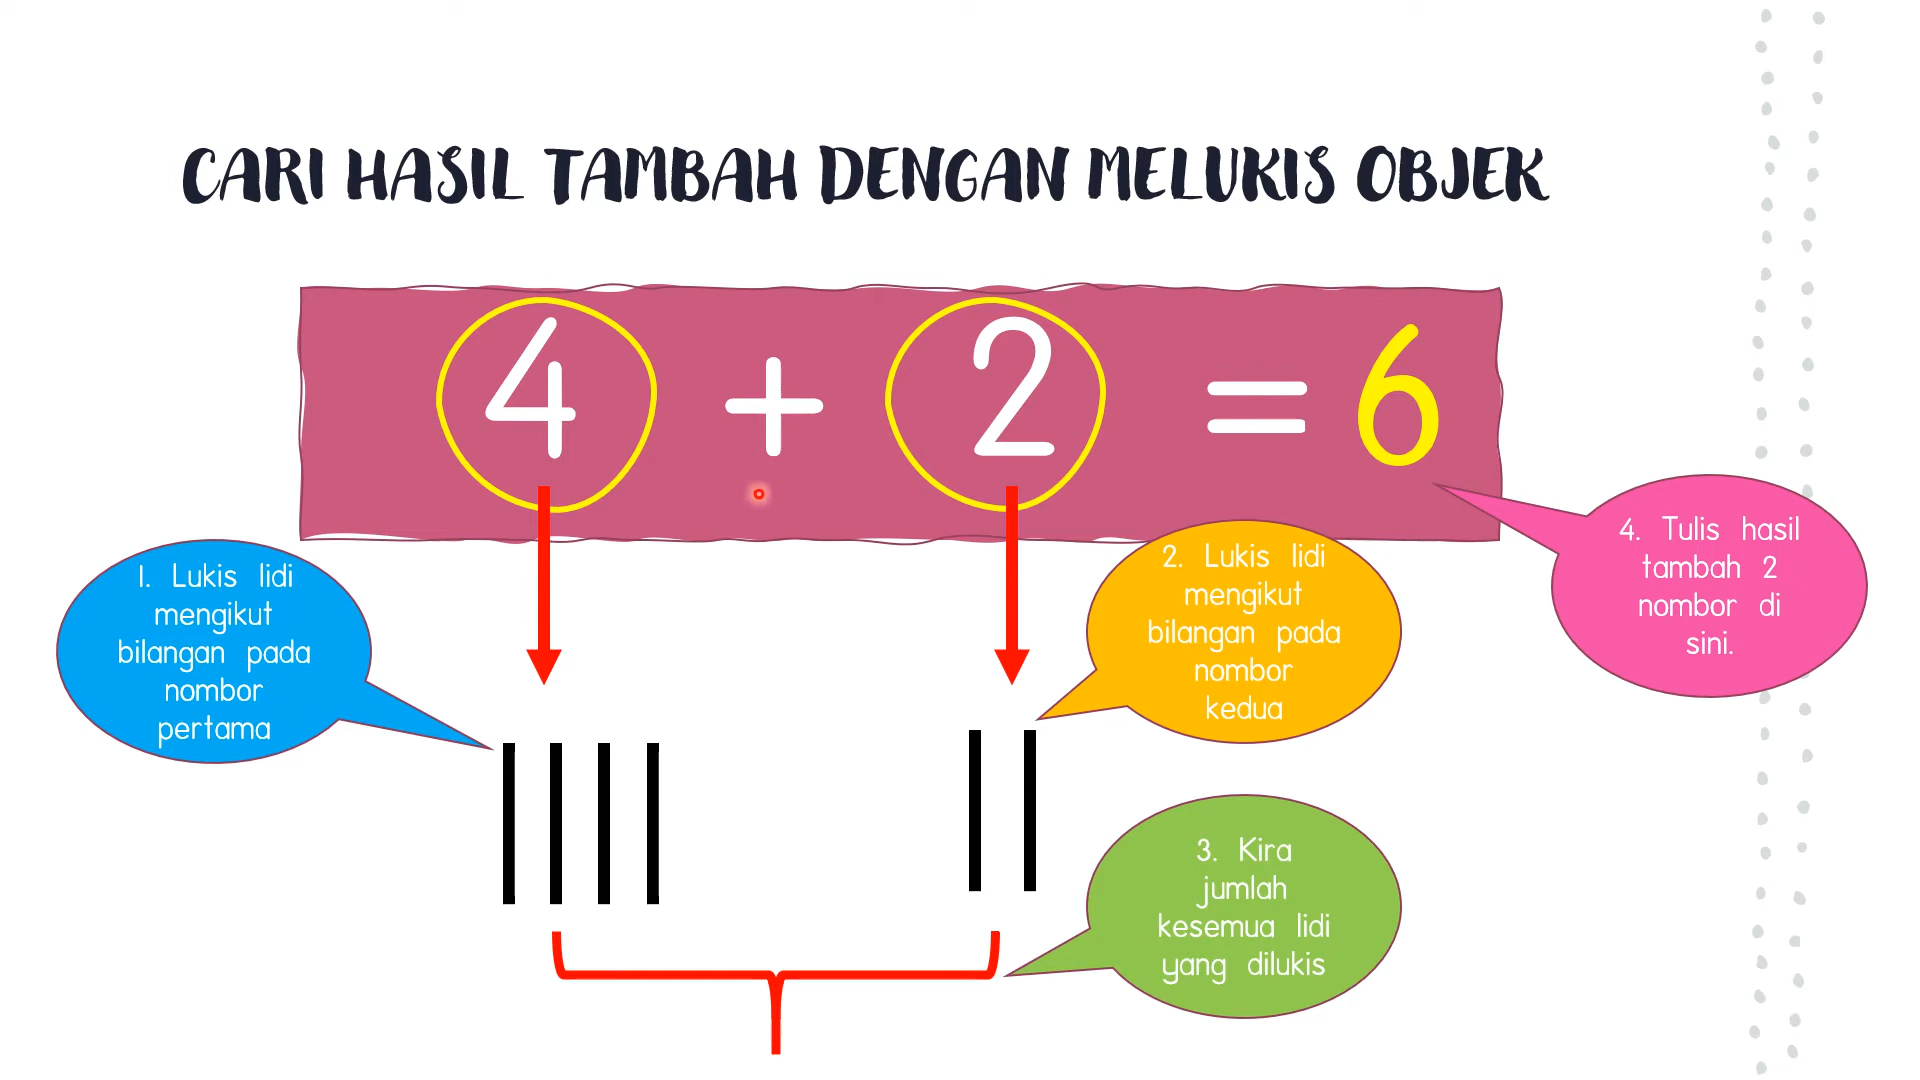 CARI HASIL TAMBAH DENGAN MELUKIS OBJEK
4 + 2 = 6
1. Lukis lidi
mengikut
bilangan pada
nombor
pertama
2. Lukis lidi
mengikut
bilangan pada
nombor
kedua
3. Kira
jumlah
kesemua lidi
yang dilukis
4. Tulis hasil
tambah 2
nombor di
sini.